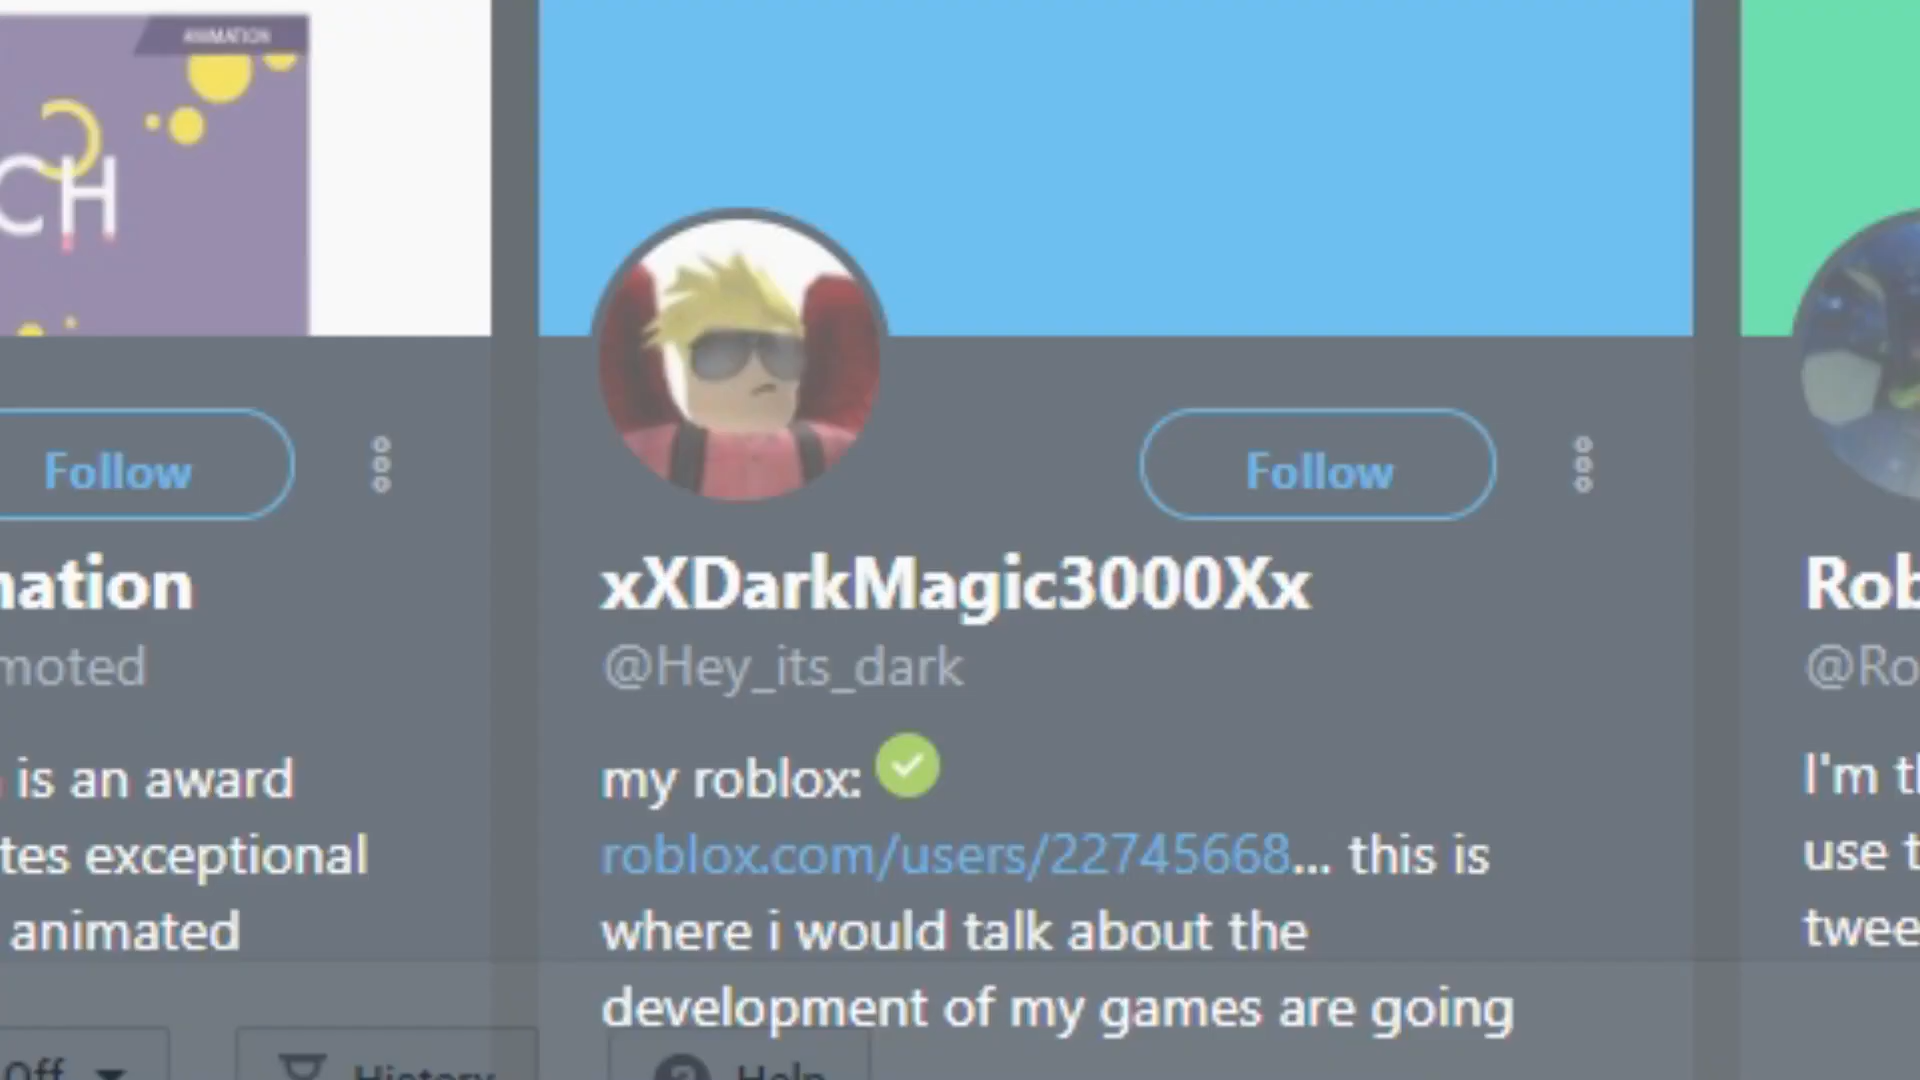 ANIMATION
CH
Follow
Follow
nation
xXDarkMagic3000Xx
Rob
moted
@Hey_its_dark
@Ro
is an award
my roblox:
I'm th
tes exceptional
roblox.com/users/22745668... this is
use t
animated
where i would talk about the
twee
development of my games are going
Off
History
Help